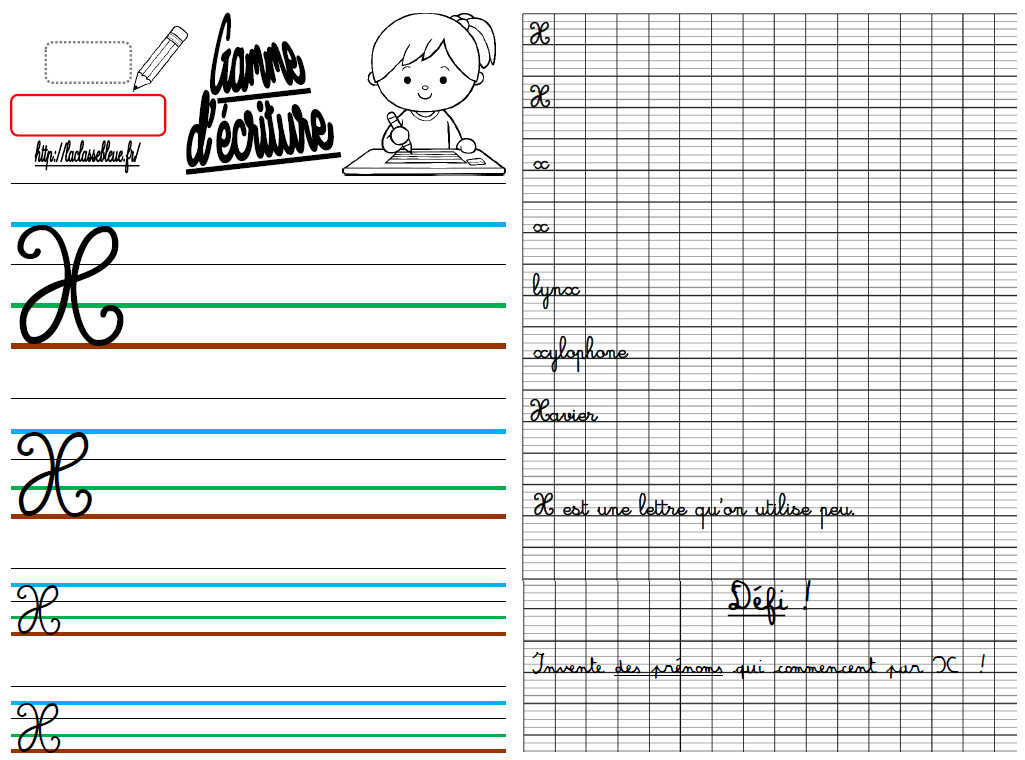 Gamme
d'écriture
http://laclassebleue.fr/
X
X
X
X
X
X
x
x
lynx
xylophone
Xavier
X est une lettre qu'on utilise peu.
Défi !
Invente des prénoms qui commencent par X !